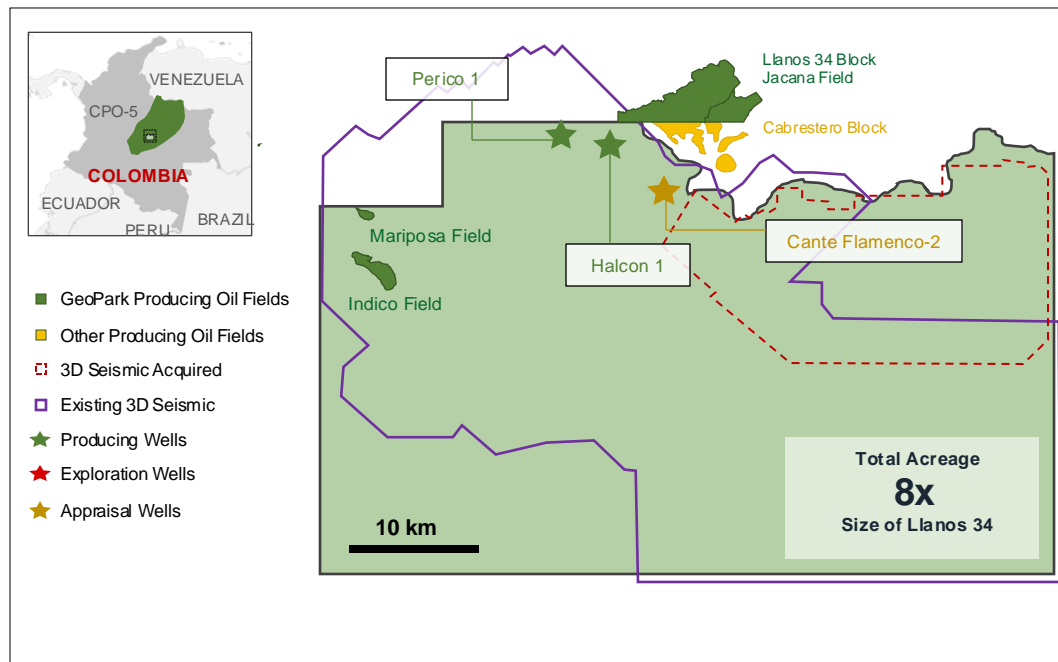 VENEZUELA
CPO-5
COLOMBIA
ECUADOR
PERU
BRAZIL
GeoPark Producing Oil Fields
Other Producing Oil Fields
3D Seismic Acquired
Existing 3D Seismic
Producing Wells
Exploration Wells
Appraisal Wells
Perico 1
Llanos 34 Block
Jacana Field
Cabrestero Block
Mariposa Field
Indico Field
Halcon 1
Cante Flamenco-2
10 km
Total Acreage
8x
Size of Llanos 34